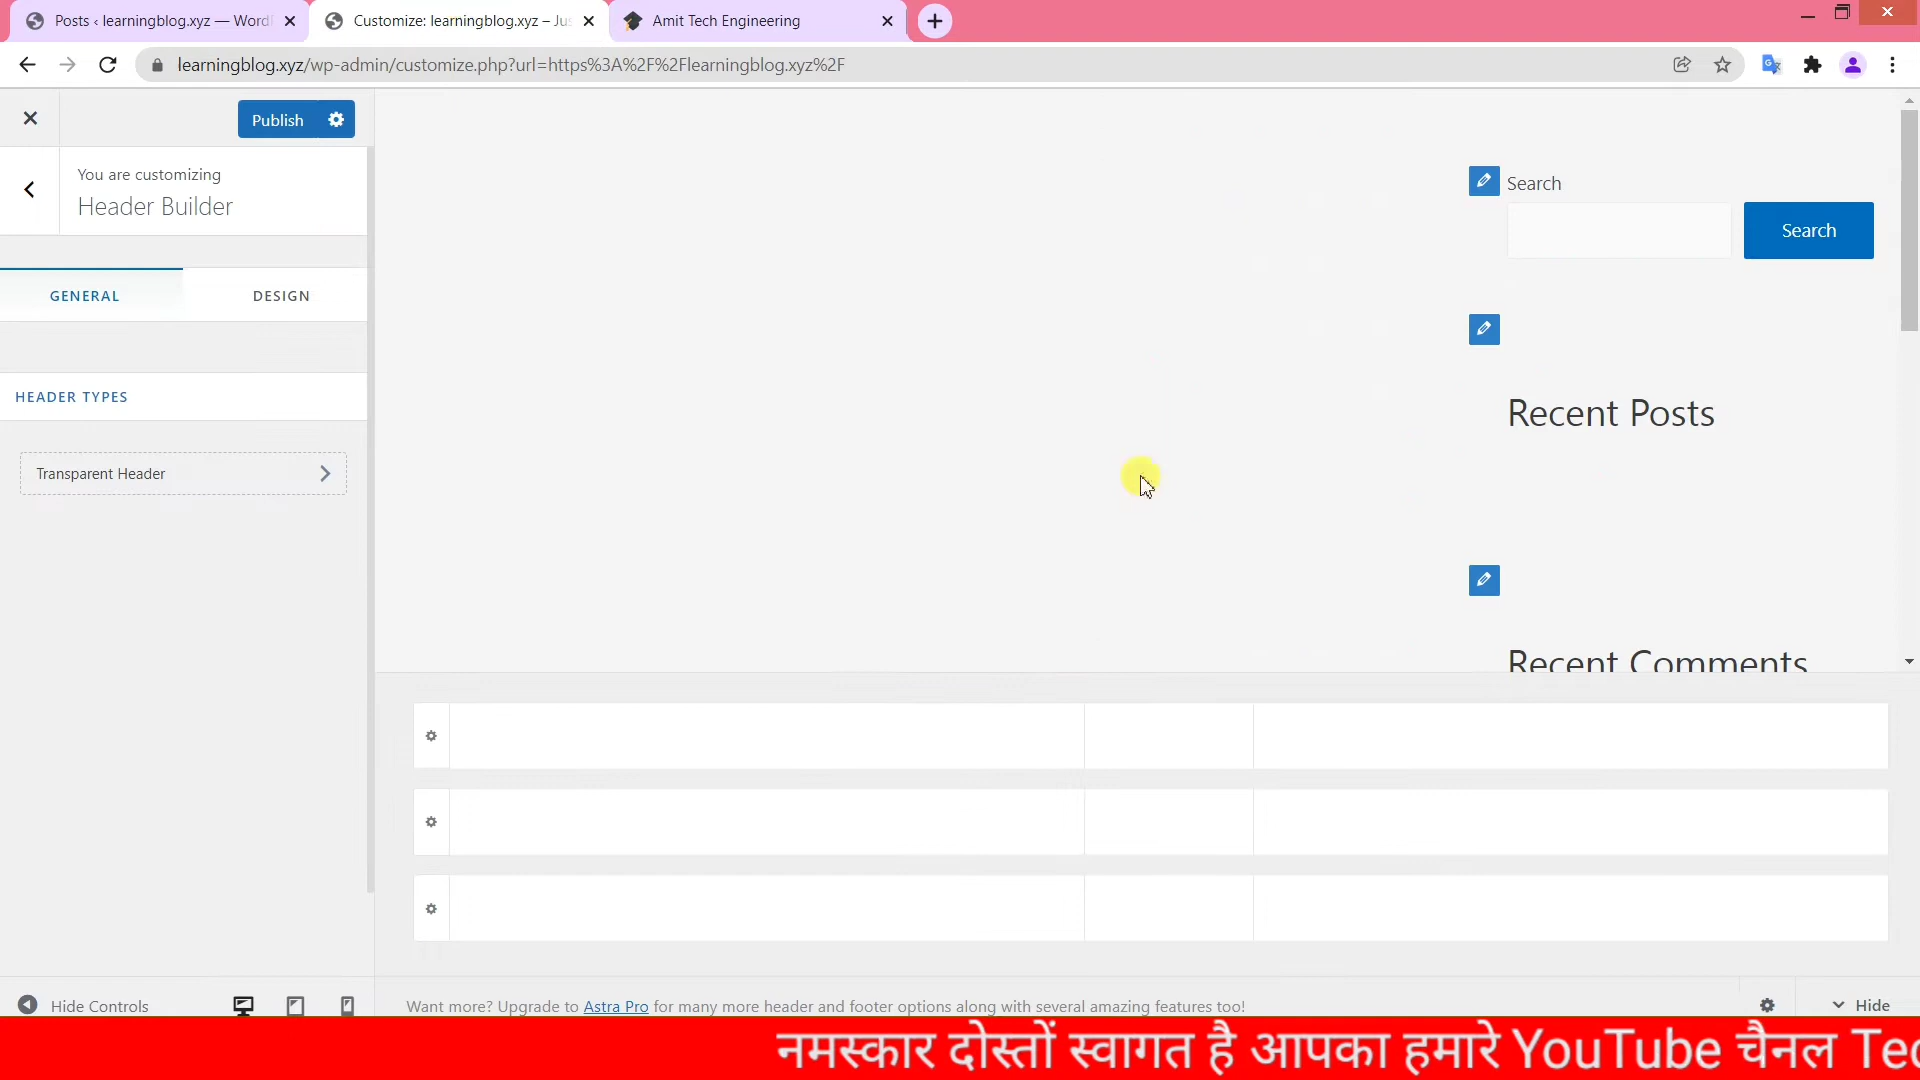 Posts ‹ learningblog.xyz — Word
Customize: learningblog.xyz – Jus
Amit Tech Engineering
learningblog.xyz/wp-admin/customize.php?url=https%3A%2F%2Flearningblog.xyz%2F
Publish
You are customizing
Header Builder
GENERAL
DESIGN
HEADER TYPES
Transparent Header
Search
Search
Recent Posts
Recent Comments
Hide Controls
Want more? Upgrade to Astra Pro for many more header and footer options along with several amazing features too!
Hide
नमस्कार दोस्तों स्वागत है आपका हमारे YouTube चैनल Tec